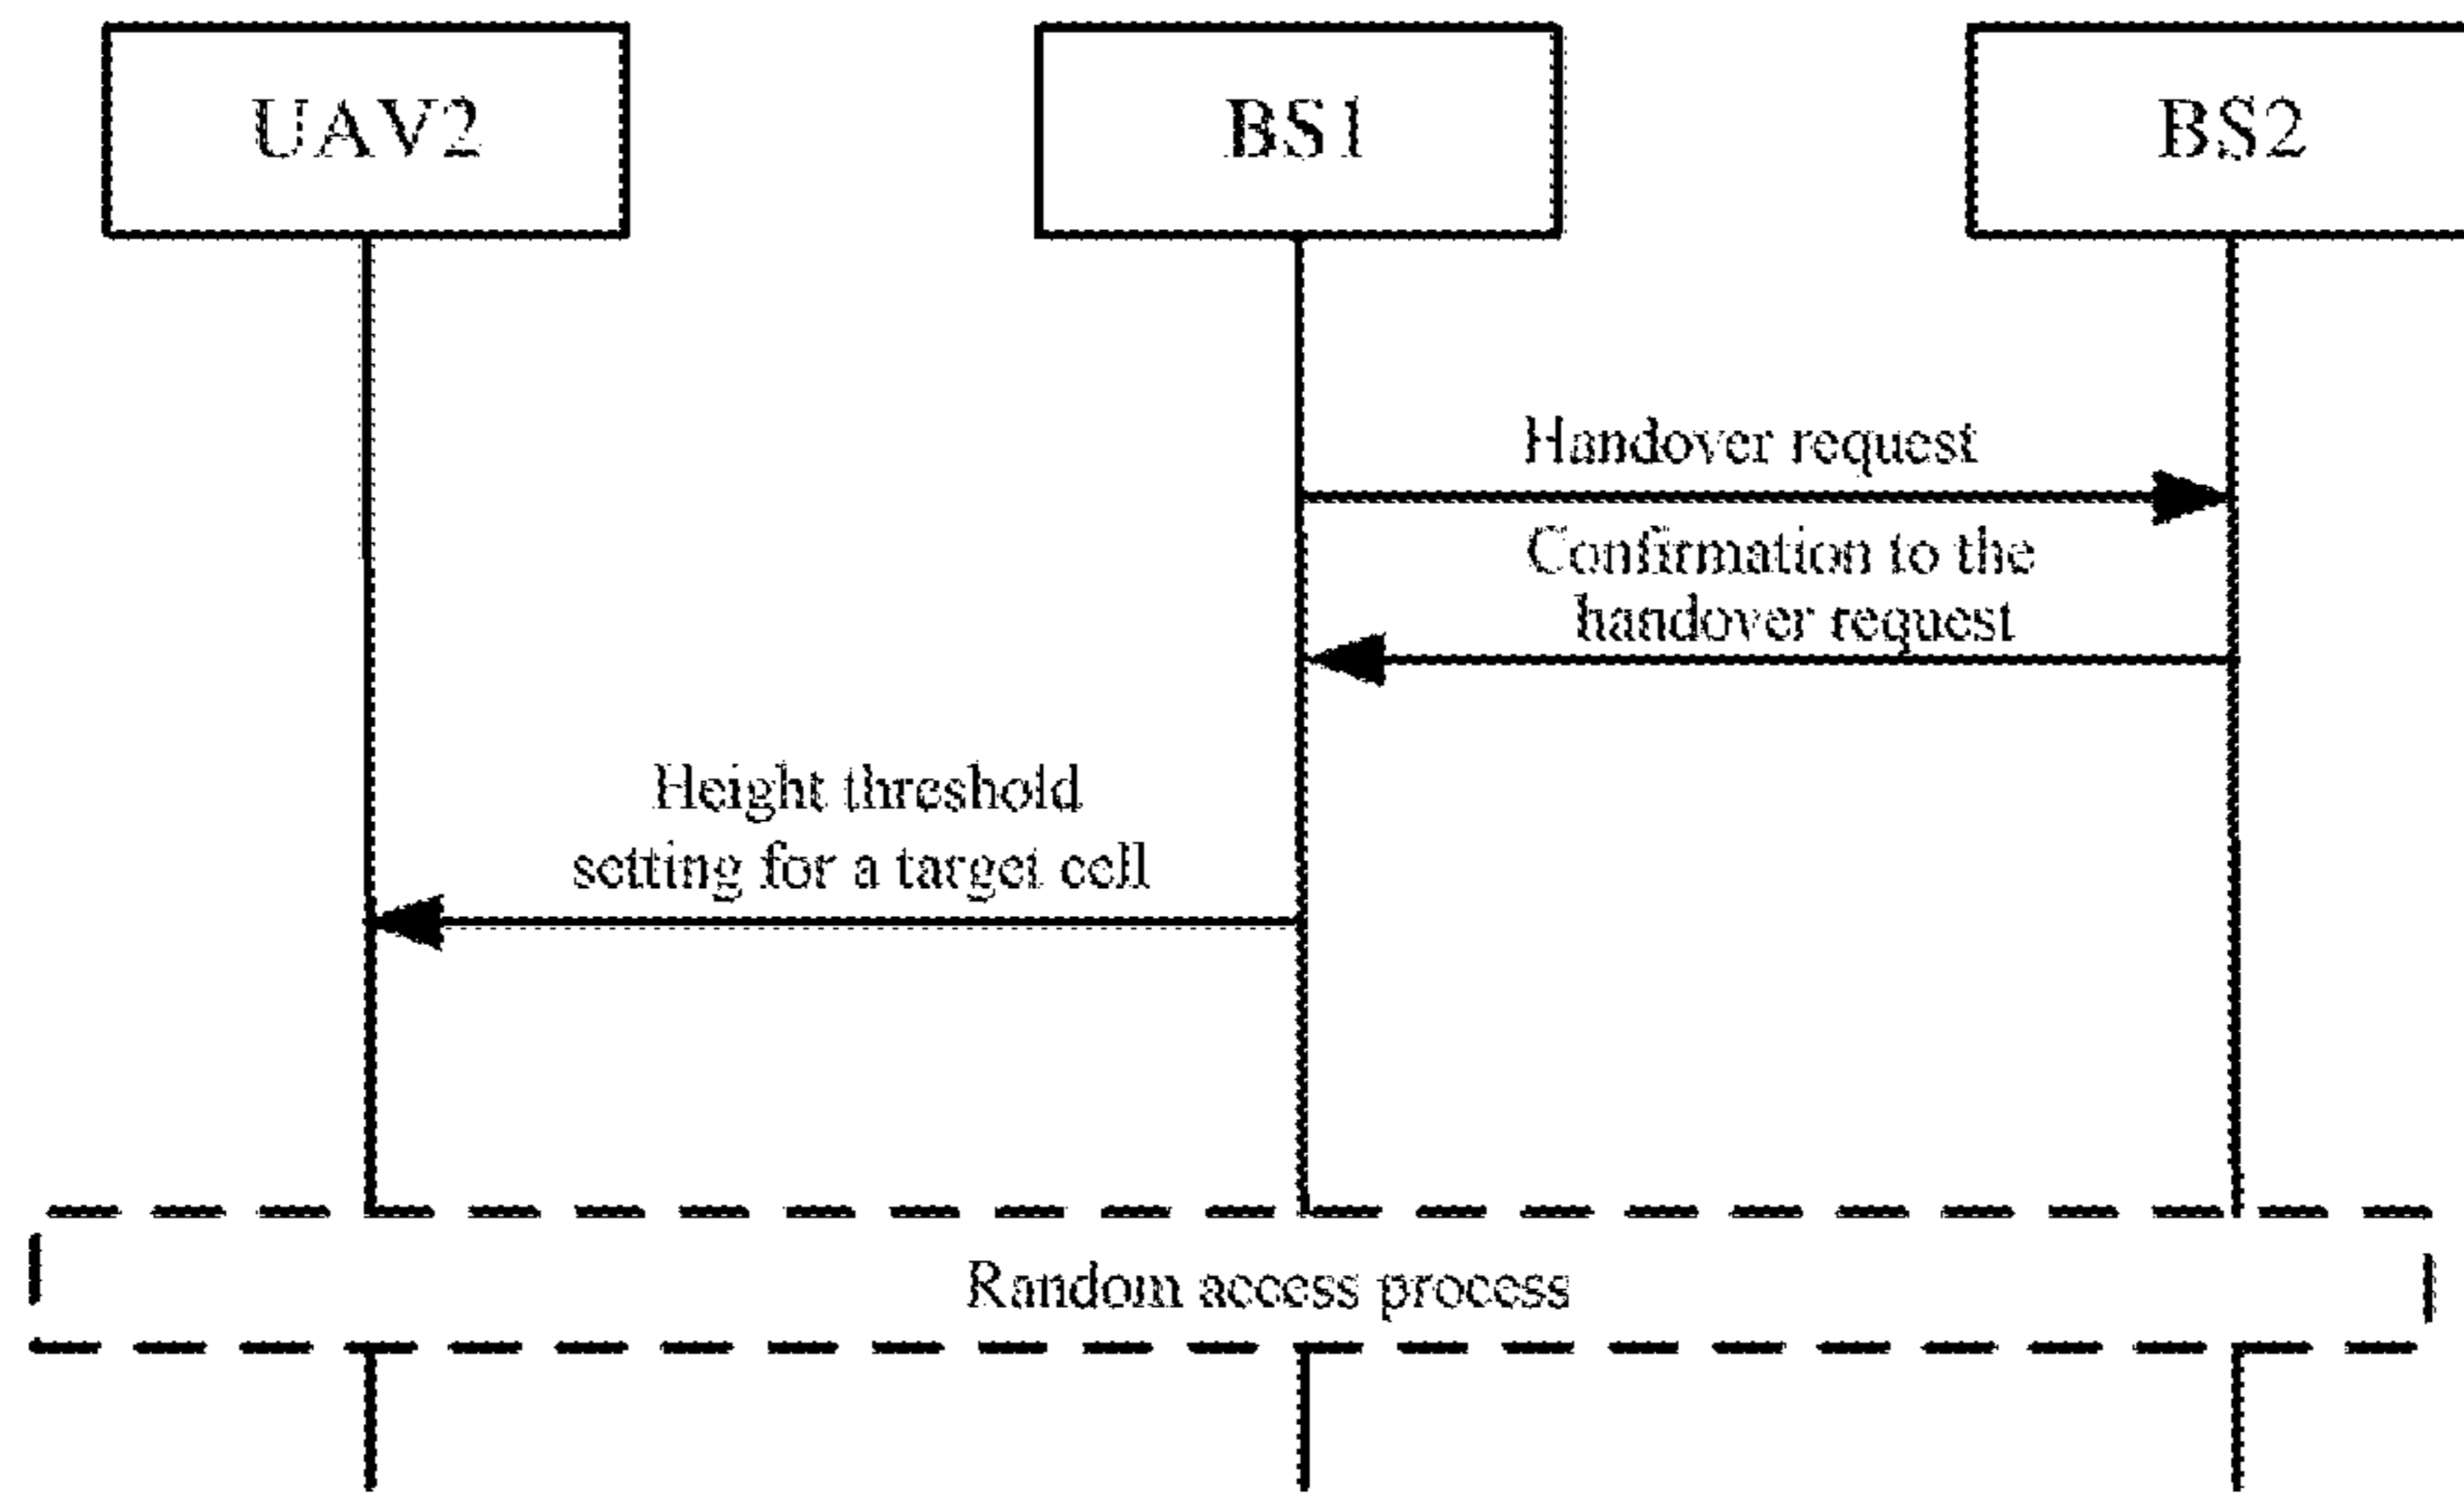 UAV2
BS1
BS2
Handover request
Confirmation to the
handover request
Height threshold
setting for a target cell
Random access process